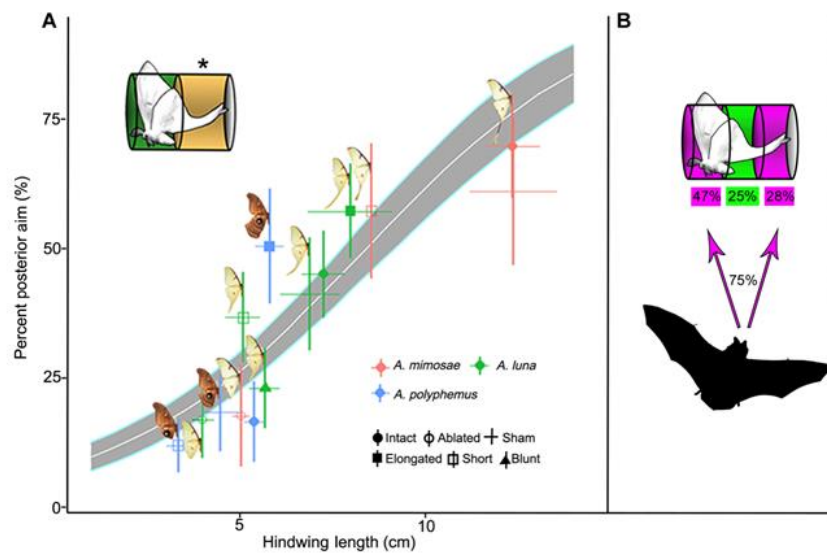 A
B
*
Percent posterior aim (%)
75
50
25
0
5
10
Hindwing length (cm)
A. mimosae
A. luna
A. polyphemus
Intact
Ablated
Sham
Elongated
Short
Blunt
47%
25%
28%
75%